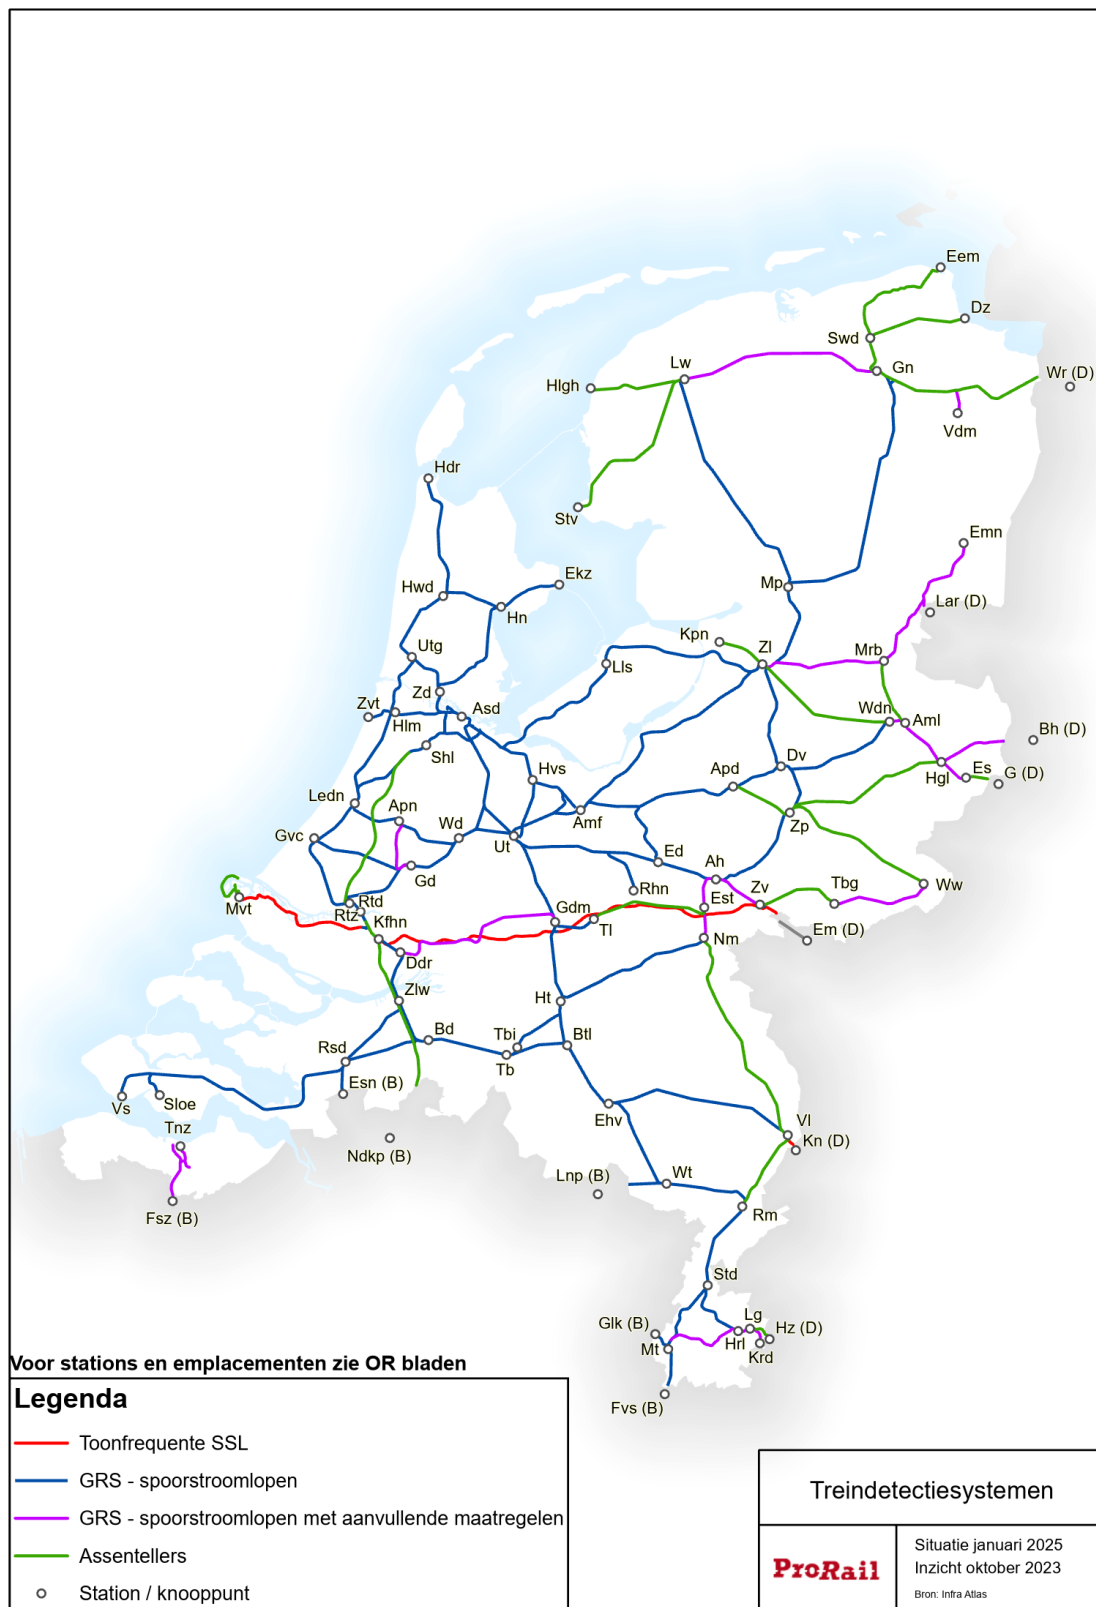 Eem
Dz
Swd
Gn
Lw
Wr (D)
Hlgh
Vdm
Hdr
Stv
Emn
Ekz
Mp
Hwd
Lar (D)
Hn
Kpn
Zl
Mrb
Utg
Lls
Zd
Zvt
Asd
Wdn
Aml
Hlm
Bh (D)
Shl
Hvs
Dv
Apd
Es
G (D)
Hgl
Ledn
Apn
Wd
Amf
Zp
Gvc
Ut
Ed
Ah
Gd
Rhn
Zv
Tbg
Ww
Mvt
Rtd
Rtz
Est
Gdm
Kfhn
Tl
Em (D)
Nm
Ddr
Zlw
Ht
Bd
Tbi
Btl
Rsd
Tb
Esn (B)
Vs
Sloe
Ehv
Vl
Tnz
Kn (D)
Ndkp (B)
Lnp (B)
Wt
Fsz (B)
Rm
Std
Glk (B)
Lg
Hz (D)
Mt
Hrl
Krd
Fvs (B)
Voor stations en emplacementen zie OR bladen
Legenda
Toonfrequente SSL
GRS - spoorstroomlopen
GRS - spoorstroomlopen met aanvullende maatregelen
Assentellers
Station / knooppunt
Treindetectiesystemen
ProRail
Situatie januari 2025
Inzicht oktober 2023
Bron: Infra Atlas